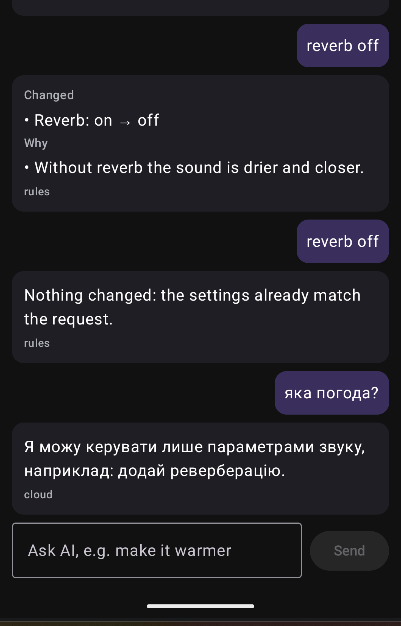 reverb off
Changed
• Reverb: on → off
Why
• Without reverb the sound is drier and closer.
rules
reverb off
Nothing changed: the settings already match
the request.
rules
яка погода?
Я можу керувати лише параметрами звуку,
наприклад: додай реверберацію.
cloud
Ask AI, e.g. make it warmer
Send